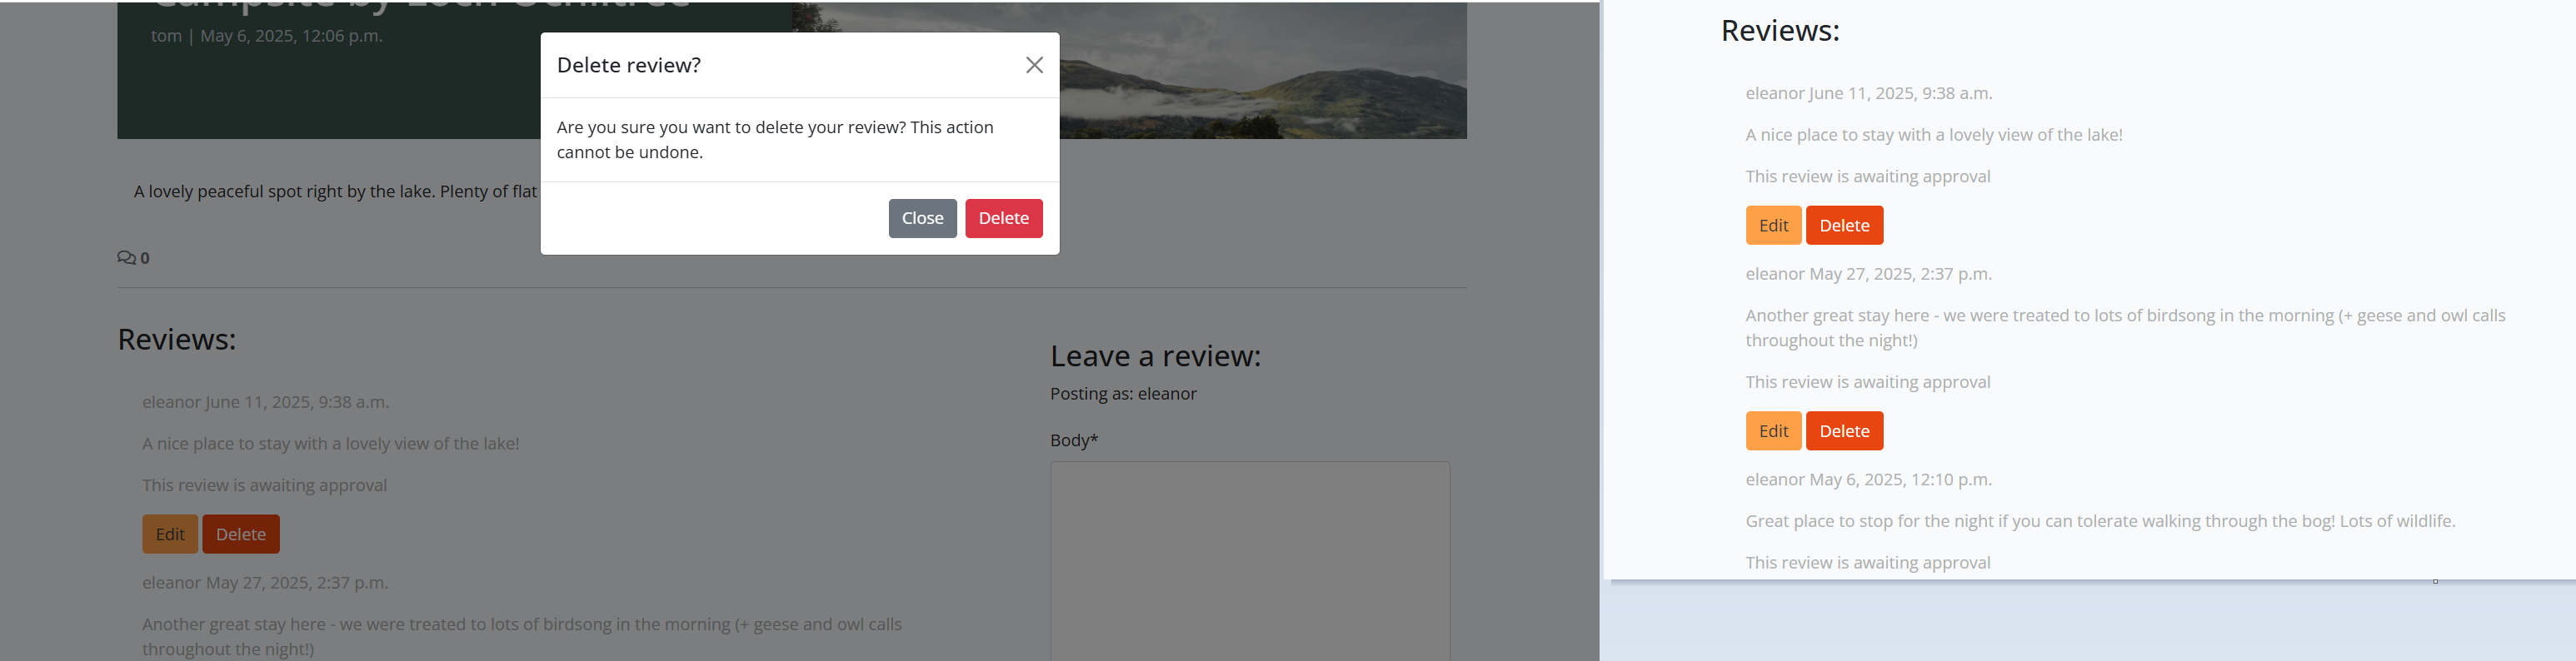 tom | May 6, 2025, 12:06 p.m.
Delete review?
Are you sure you want to delete your review? This action
cannot be undone.
Close Delete
A lovely peaceful spot right by the lake. Plenty of flat
0
Reviews:
eleanor June 11, 2025, 9:38 a.m.
A nice place to stay with a lovely view of the lake!
This review is awaiting approval
Edit Delete
eleanor May 27, 2025, 2:37 p.m.
Another great stay here - we were treated to lots of birdsong in the morning (+ geese and owl calls
throughout the night!)
Leave a review:
Posting as: eleanor
Body*
Reviews:
eleanor June 11, 2025, 9:38 a.m.
A nice place to stay with a lovely view of the lake!
This review is awaiting approval
Edit Delete
eleanor May 27, 2025, 2:37 p.m.
Another great stay here - we were treated to lots of birdsong in the morning (+ geese and owl calls
throughout the night!)
This review is awaiting approval
Edit Delete
eleanor May 6, 2025, 12:10 p.m.
Great place to stop for the night if you can tolerate walking through the bog! Lots of wildlife.
This review is awaiting approval